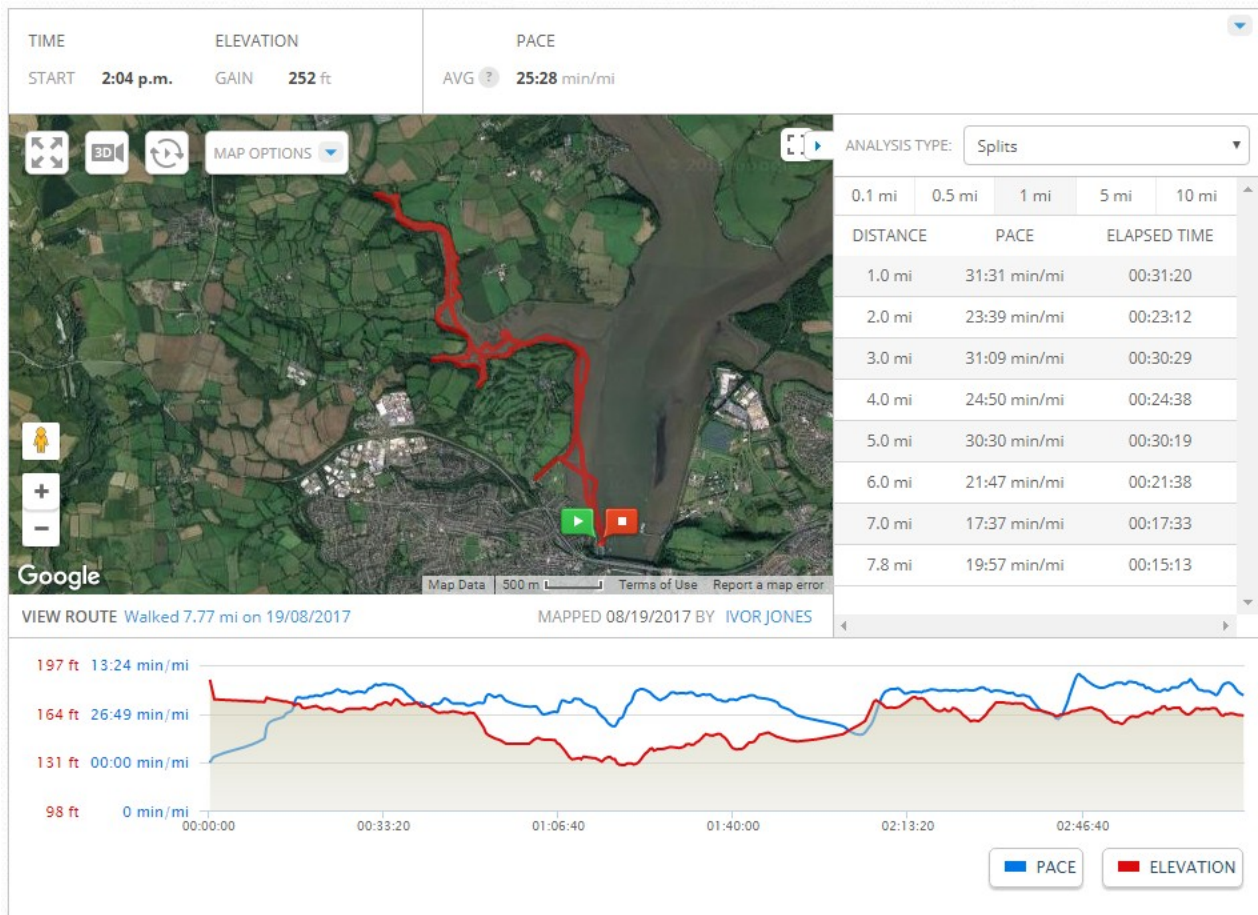 TIME ELEVATION PACE
START 2:04 p.m. GAIN 252 ft AVG ? 25:28 min/mi
3D MAP OPTIONS
ANALYSIS TYPE: Splits
0.1 mi 0.5 mi 1 mi 5 mi 10 mi
DISTANCE PACE ELAPSED TIME
1.0 mi 31:31 min/mi 00:31:20
2.0 mi 23:39 min/mi 00:23:12
3.0 mi 31:09 min/mi 00:30:29
4.0 mi 24:50 min/mi 00:24:38
5.0 mi 30:30 min/mi 00:30:19
6.0 mi 21:47 min/mi 00:21:38
7.0 mi 17:37 min/mi 00:17:33
7.8 mi 19:57 min/mi 00:15:13
+
−
Google
Map Data 500 m Terms of Use Report a map error
VIEW ROUTE Walked 7.77 mi on 19/08/2017 MAPPED 08/19/2017 BY IVOR JONES
197 ft 13:24 min/mi
164 ft 26:49 min/mi
131 ft 00:00 min/mi
98 ft 0 min/mi
00:00:00 00:33:20 01:06:40 01:40:00 02:13:20 02:46:40
PACE ELEVATION